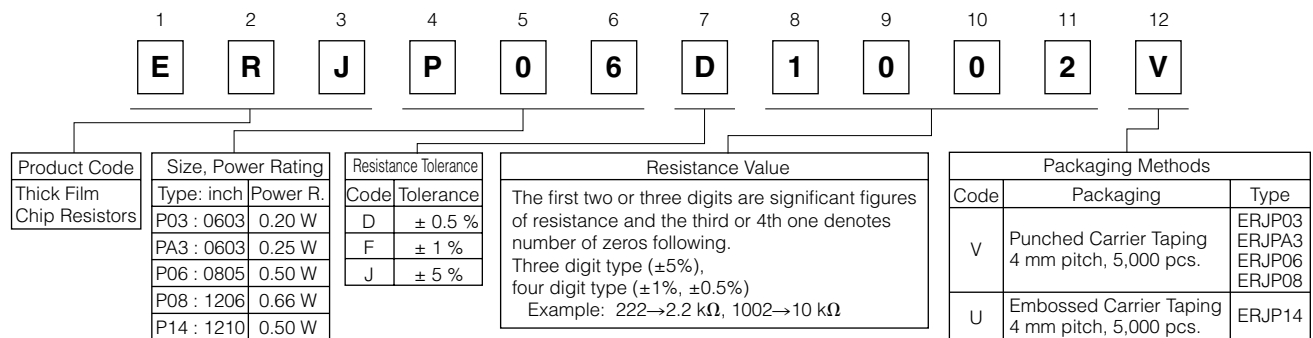 1 2 3 4 5 6 7 8 9 10 11 12
E R J P 0 6 D 1 0 0 2 V
Product Code
Thick Film
Chip Resistors
Size, Power Rating
Type: inch Power R.
P03 : 0603 0.20 W
PA3 : 0603 0.25 W
P06 : 0805 0.50 W
P08 : 1206 0.66 W
P14 : 1210 0.50 W
Resistance Tolerance
Code Tolerance
D ± 0.5 %
F ± 1 %
J ± 5 %
Resistance Value
The first two or three digits are significant figures
of resistance and the third or 4th one denotes
number of zeros following.
Three digit type (±5%),
four digit type (±1%, ±0.5%)
Example: 222→2.2 kΩ, 1002→10 kΩ
Packaging Methods
Code Packaging Type
V Punched Carrier Taping
4 mm pitch, 5,000 pcs.
ERJP03
ERJPA3
ERJP06
ERJP08
U Embossed Carrier Taping
4 mm pitch, 5,000 pcs.
ERJP14